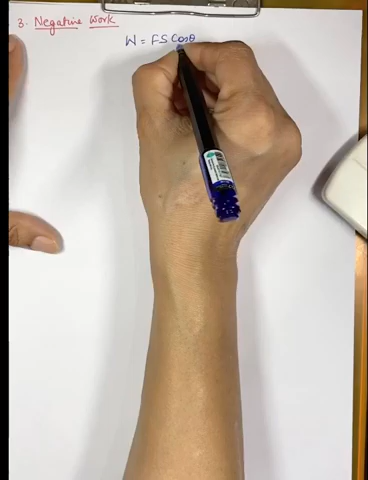 3. Negative Work
W = FS Cosθ